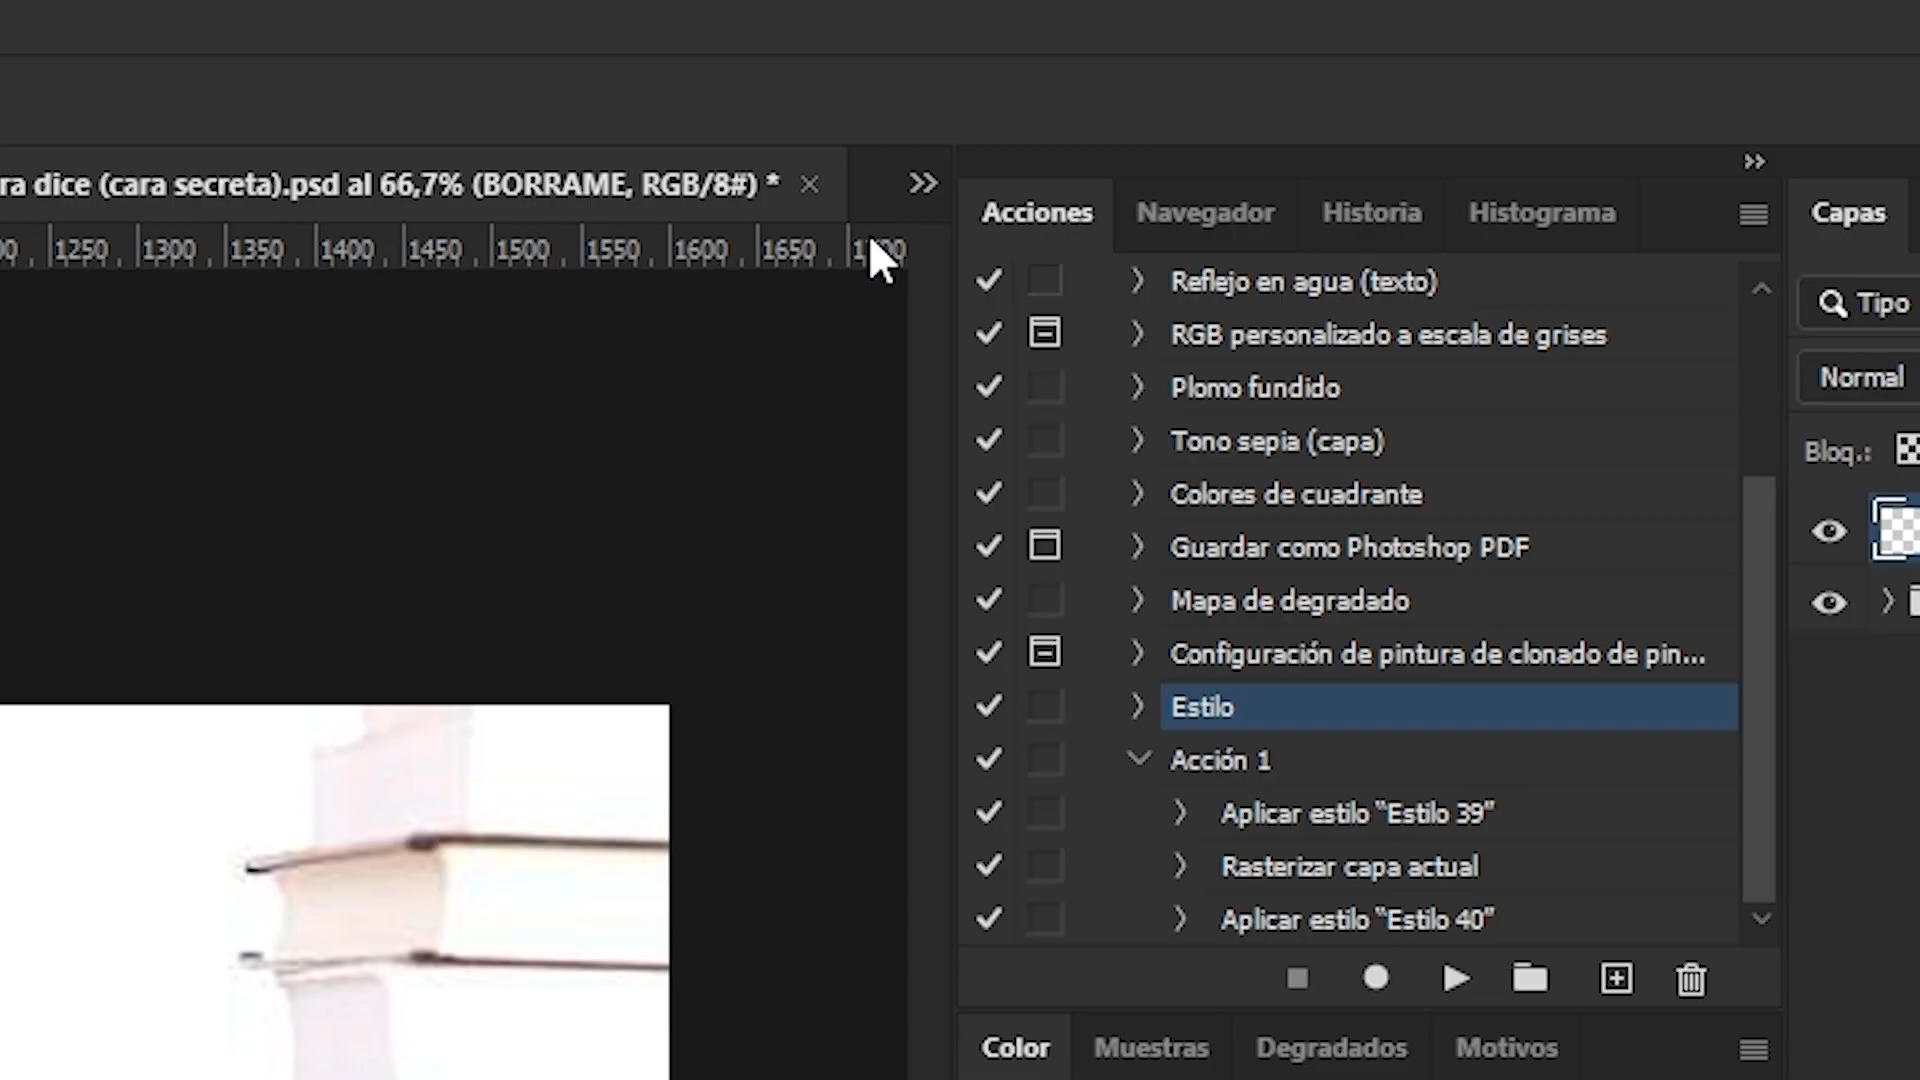 ra dice (cara secreta).psd al 66,7% (BORRAME, RGB/8#) *
1250 1300 1350 1400 1450 1500 1550 1600 1650
Acciones Navegador Historia Histograma
Reflejo en agua (texto)
RGB personalizado a escala de grises
Plomo fundido
Tono sepia (capa)
Colores de cuadrante
Guardar como Photoshop PDF
Mapa de degradado
Configuración de pintura de clonado de pin...
Estilo
Acción 1
Aplicar estilo "Estilo 39"
Rasterizar capa actual
Aplicar estilo "Estilo 40"
Color Muestras Degradados Motivos
Capas
Tipo
Normal
Bloq.: